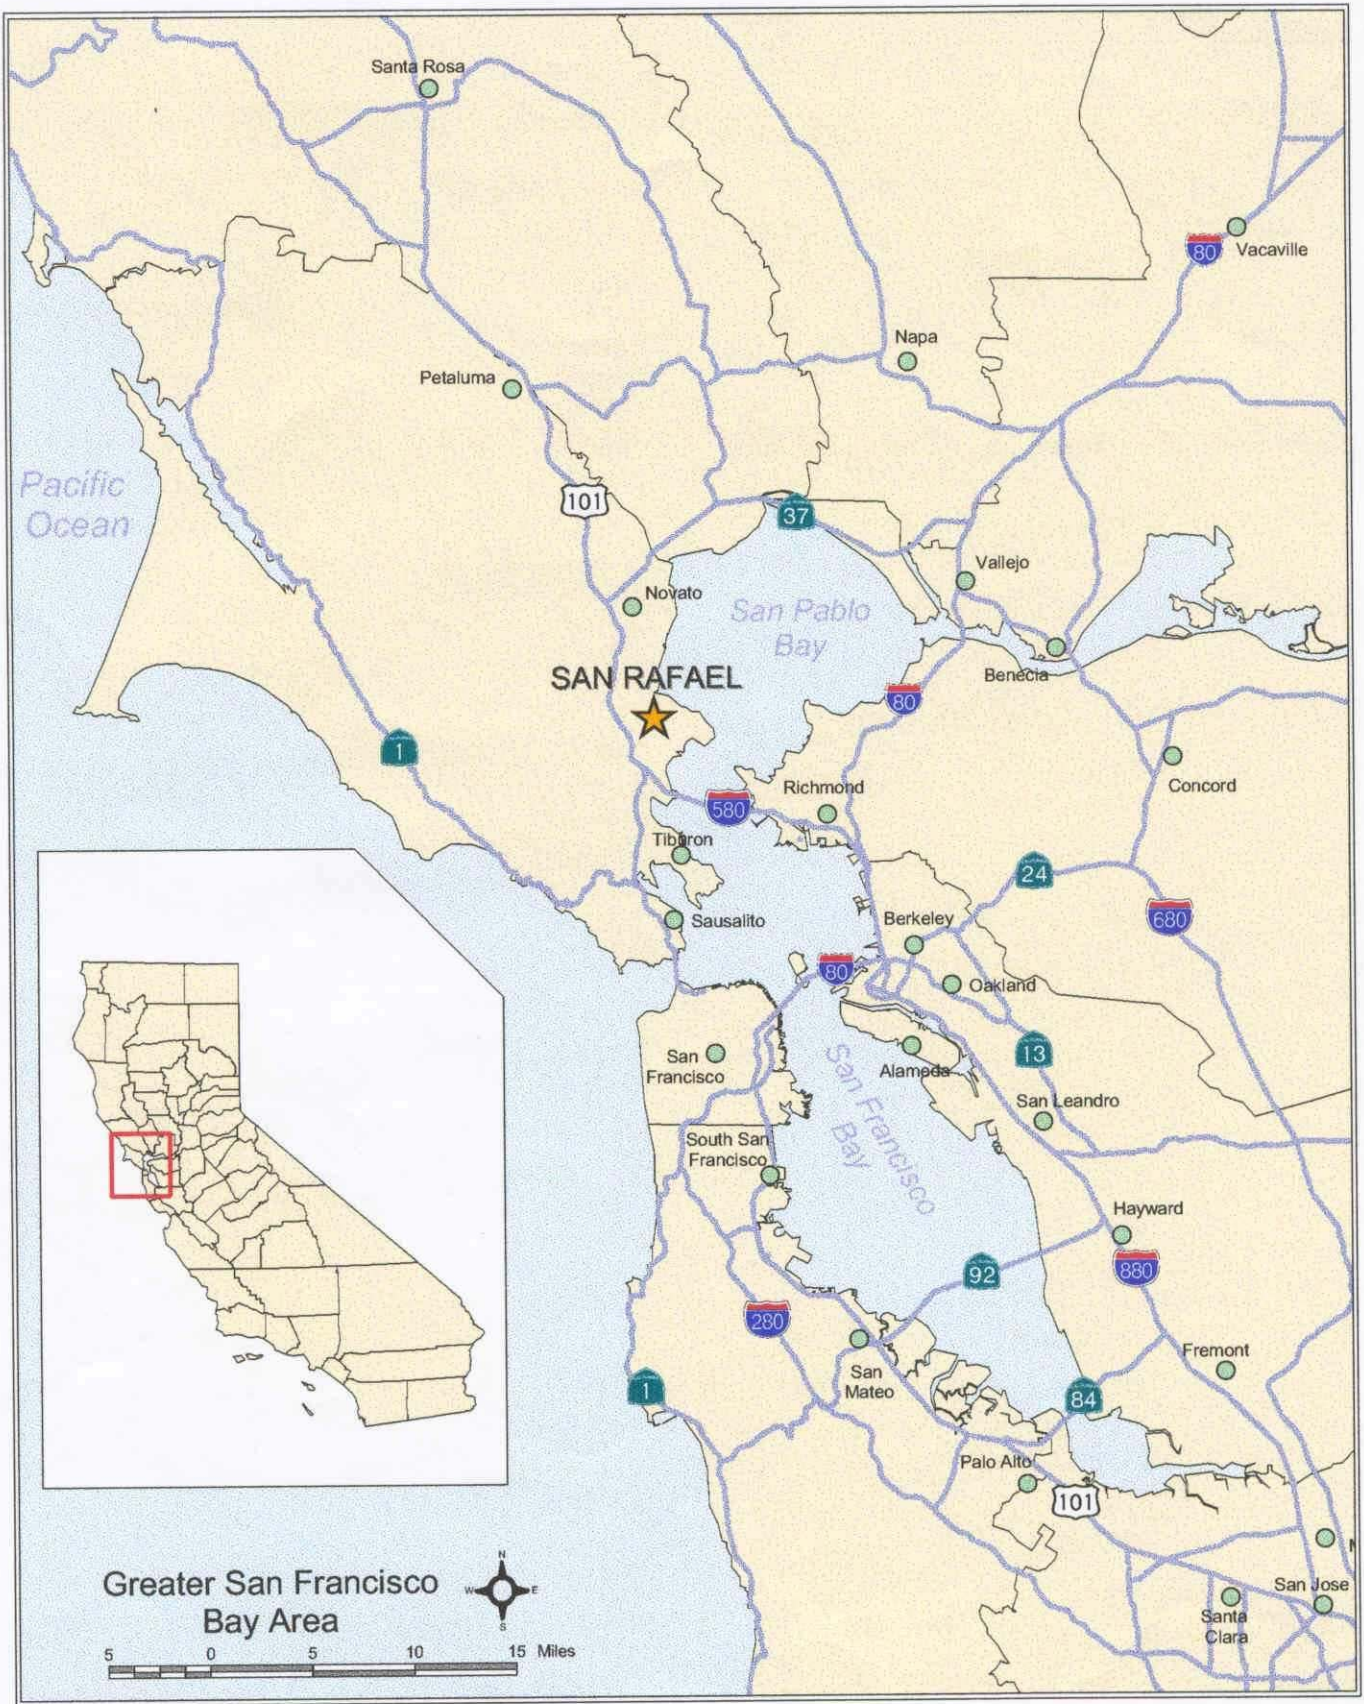 Santa Rosa
80
Vacaville
Napa
Petaluma
Pacific
Ocean
101
37
Vallejo
Novato
San Pablo
Bay
SAN RAFAEL
Benecia
80
1
Concord
Richmond
580
Tiburon
24
Berkeley
680
Sausalito
80
Oakland
San
Francisco
Alameda
13
San Francisco
Bay
San Leandro
South San
Francisco
Hayward
92
880
280
San
Mateo
Fremont
1
84
Palo Alto
101
San Jose
Santa
Clara
Greater San Francisco
Bay Area
N
W
E
S
5
0
5
10
15
Miles